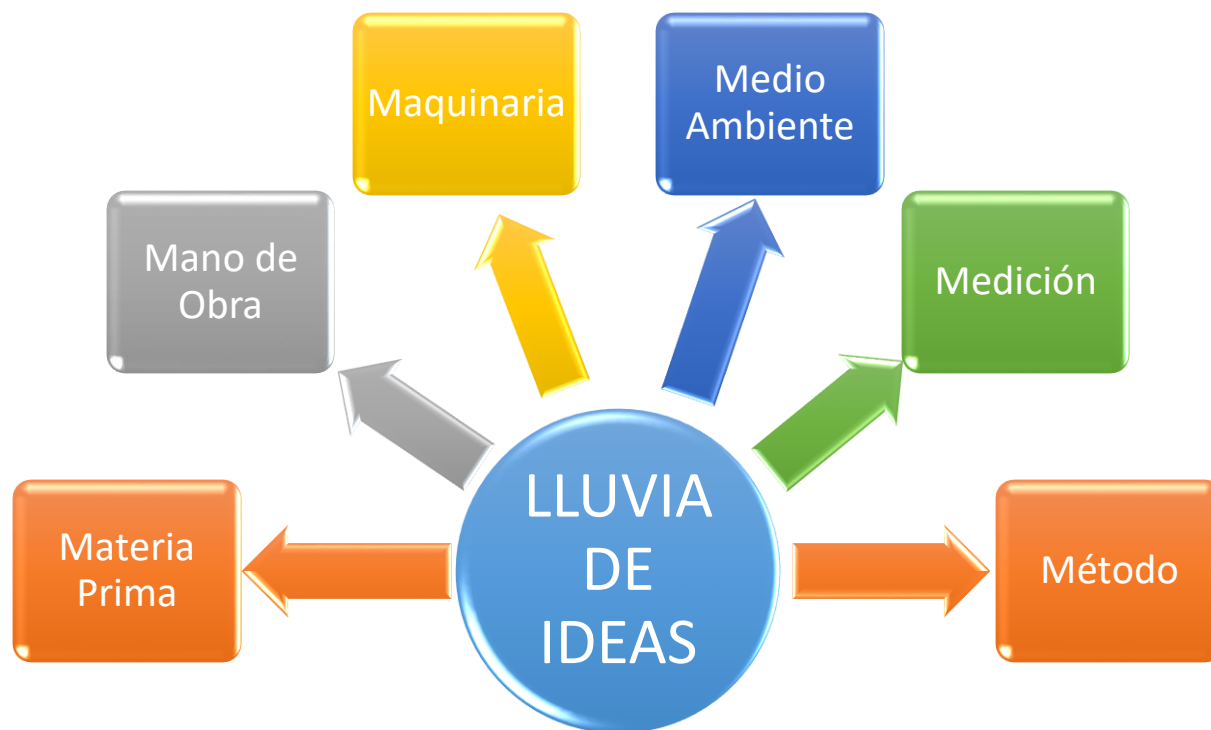 Maquinaria
Medio
Ambiente
Mano de
Obra
Medición
Materia
Prima
LLUVIA
DE
IDEAS
Método